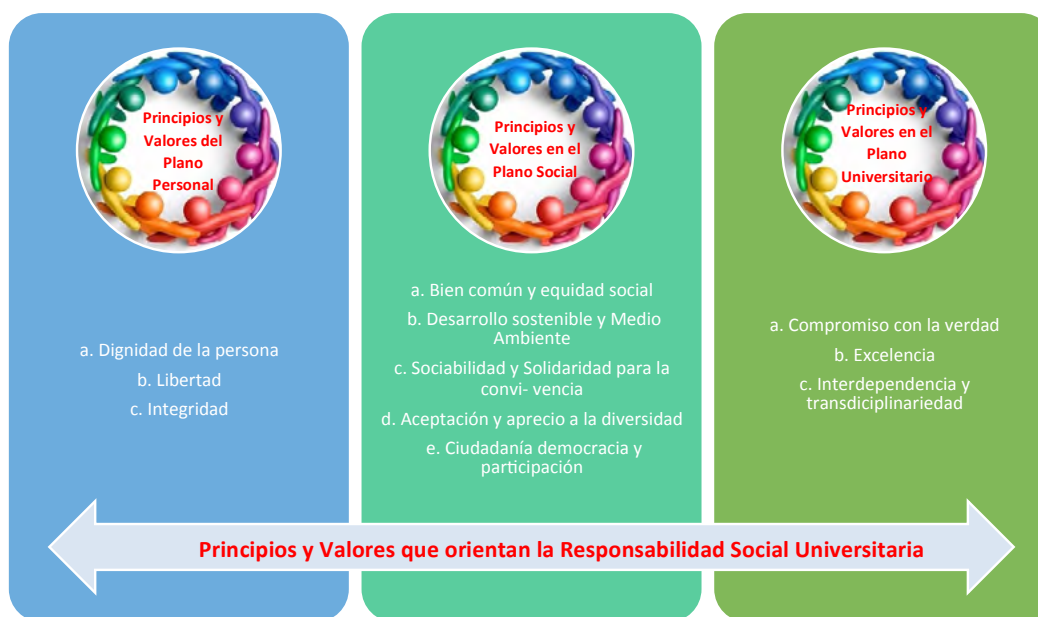 Principios y
Valores del
Plano
Personal
a. Dignidad de la persona
b. Libertad
c. Integridad
Principios y
Valores en el
Plano Social
a. Bien común y equidad social
b. Desarrollo sostenible y Medio
Ambiente
c. Sociabilidad y Solidaridad para la
convi- vencia
d. Aceptación y aprecio a la diversidad
e. Ciudadanía democracia y
participación
Principios y
Valores en el
Plano
Universitario
a. Compromiso con la verdad
b. Excelencia
c. Interdependencia y
transdiciplinariedad
Principios y Valores que orientan la Responsabilidad Social Universitaria